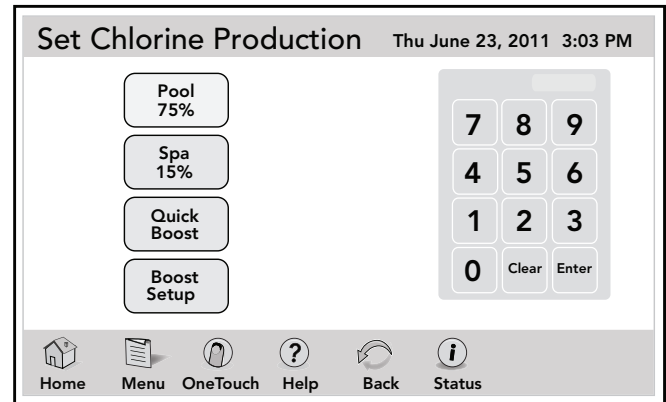 Set Chlorine Production Thu June 23, 2011 3:03 PM
Pool
75%
Spa
15%
Quick
Boost
Boost
Setup
7 8 9
4 5 6
1 2 3
0 Clear Enter
? i
Home Menu OneTouch Help Back Status